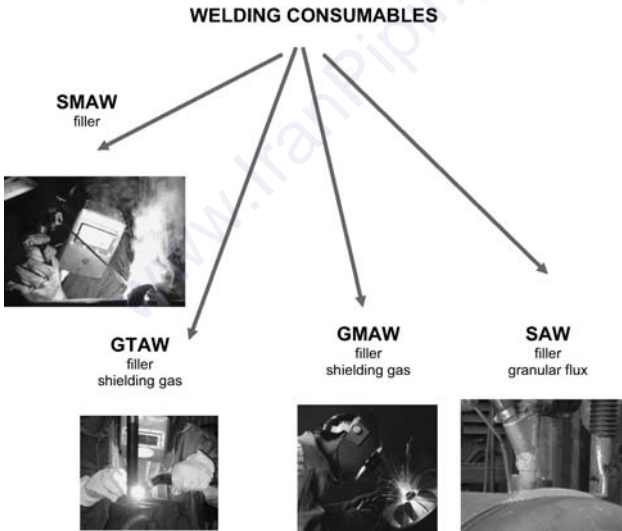 WELDING CONSUMABLES
SMAW
filler
GTAW
filler
shielding gas
GMAW
filler
shielding gas
SAW
filler
granular flux